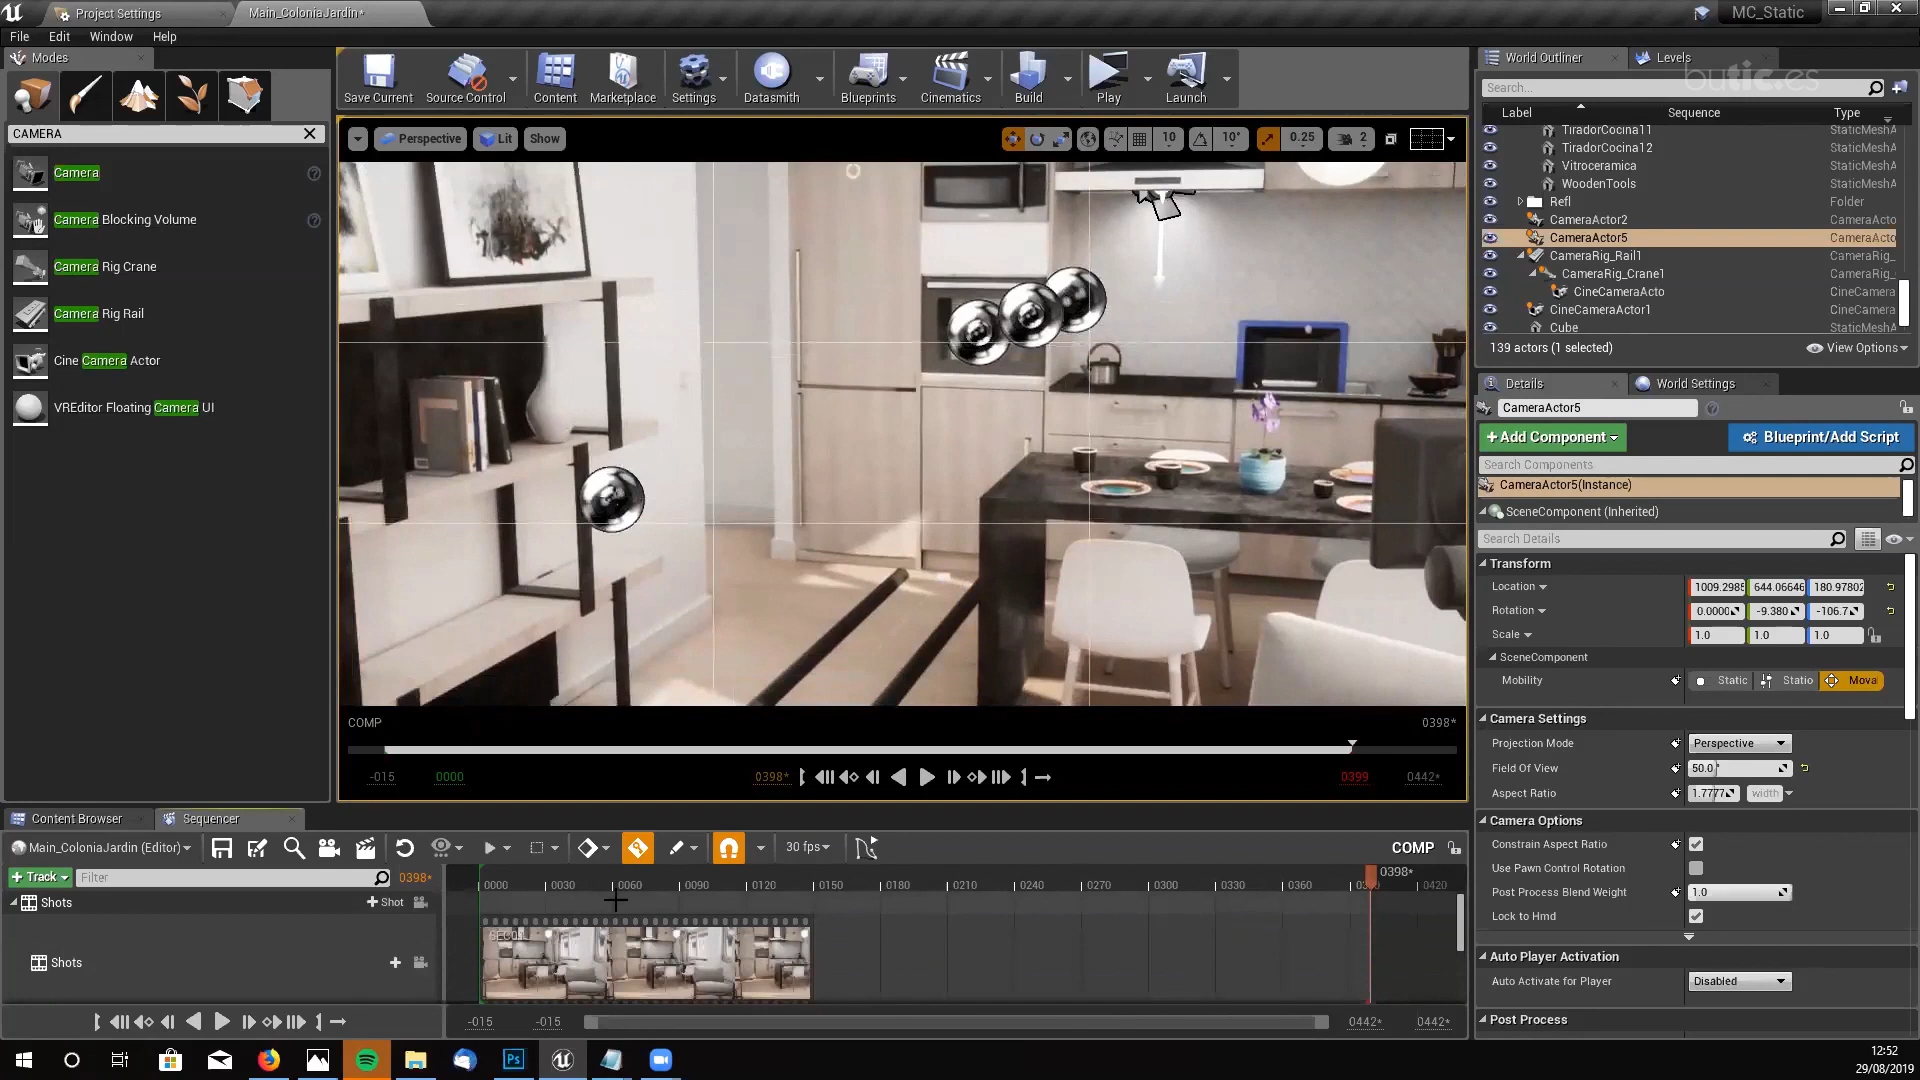 Project Settings
Main_ColoniaJardin*
MC_Static
File Edit Window Help
Modes
Save Current
Source Control
Content
Marketplace
Settings
Datasmith
Blueprints
Cinematics
Build
Play
Launch
World Outliner
Levels
butic.es
CAMERA
Perspective
Lit
Show
10
10°
0.25
2
Search...
Label
Sequence
Type
TiradorCocina11 StaticMeshA
TiradorCocina12 StaticMeshA
Vitroceramica StaticMeshA
WoodenTools StaticMeshA
Refl Folder
CameraActor2 CameraActo
CameraActor5 CameraActo
CameraRig_Rail1 CameraRig_
CameraRig_Crane1 CameraRig_
CineCameraActo CineCamera
CineCameraActor1 CineCamera
Cube StaticMeshA
139 actors (1 selected)
View Options
Camera
Camera Blocking Volume
Camera Rig Crane
Camera Rig Rail
Cine Camera Actor
VREditor Floating Camera UI
Details
World Settings
CameraActor5
Add Component
Blueprint/Add Script
Search Components
CameraActor5(Instance)
SceneComponent (Inherited)
Search Details
Transform
Location 1009.298 644.06646 180.97802
Rotation 0.0000 -9.380 -106.7
Scale 1.0 1.0 1.0
SceneComponent
Mobility Static Statio Moval
Camera Settings
Projection Mode Perspective
Field Of View 50.0 °
Aspect Ratio 1.7777 width
Camera Options
Constrain Aspect Ratio
Use Pawn Control Rotation
Post Process Blend Weight 1.0
Lock to Hmd
Auto Player Activation
Auto Activate for Player Disabled
Post Process
COMP
0398*
-015
0000
0398*
0399
0442*
Content Browser
Sequencer
Main_ColoniaJardin (Editor)
30 fps
COMP
Track
Filter
0398*
0398*
0000 0030 0060 0090 0120 0150 0180 0210 0240 0270 0300 0330 0360 0420
Shots
Shot
Shots
-015
-015
0442*
0442*
12:52
29/08/2019